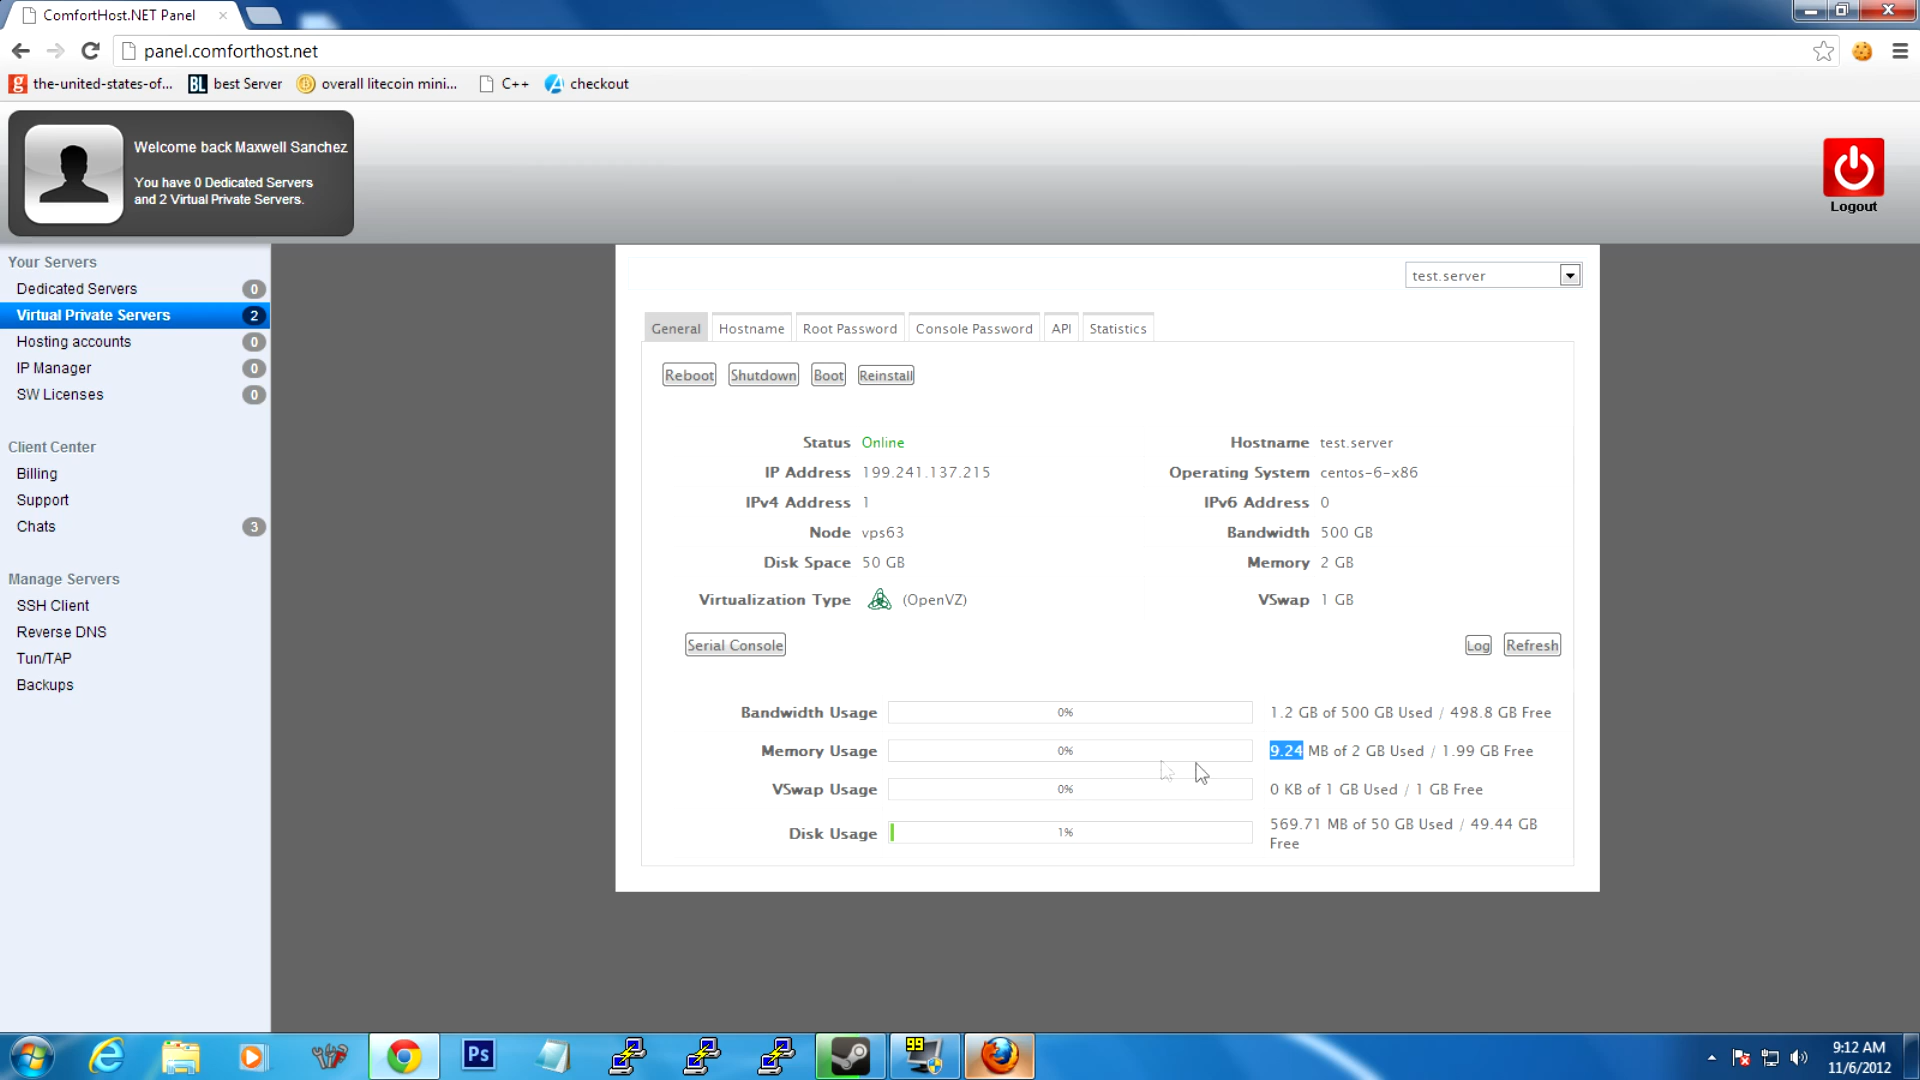 ComfortHost.NET Panel
panel.comforthost.net
the-united-states-of...
best Server
overall litecoin mini...
C++
checkout
Welcome back Maxwell Sanchez
You have 0 Dedicated Servers
and 2 Virtual Private Servers.
Logout
Your Servers
Dedicated Servers 0
Virtual Private Servers 2
Hosting accounts 0
IP Manager 0
SW Licenses 0
Client Center
Billing
Support
Chats 3
Manage Servers
SSH Client
Reverse DNS
Tun/TAP
Backups
test.server
General Hostname Root Password Console Password API Statistics
Reboot Shutdown Boot Reinstall
Status Online Hostname test.server
IP Address 199.241.137.215 Operating System centos-6-x86
IPv4 Address 1 IPv6 Address 0
Node vps63 Bandwidth 500 GB
Disk Space 50 GB Memory 2 GB
Virtualization Type (OpenVZ) VSwap 1 GB
Serial Console Log Refresh
Bandwidth Usage 0% 1.2 GB of 500 GB Used / 498.8 GB Free
Memory Usage 0% 9.24 MB of 2 GB Used / 1.99 GB Free
VSwap Usage 0% 0 KB of 1 GB Used / 1 GB Free
Disk Usage 1% 569.71 MB of 50 GB Used / 49.44 GB
Free
Ps
99
9:12 AM
11/6/2012